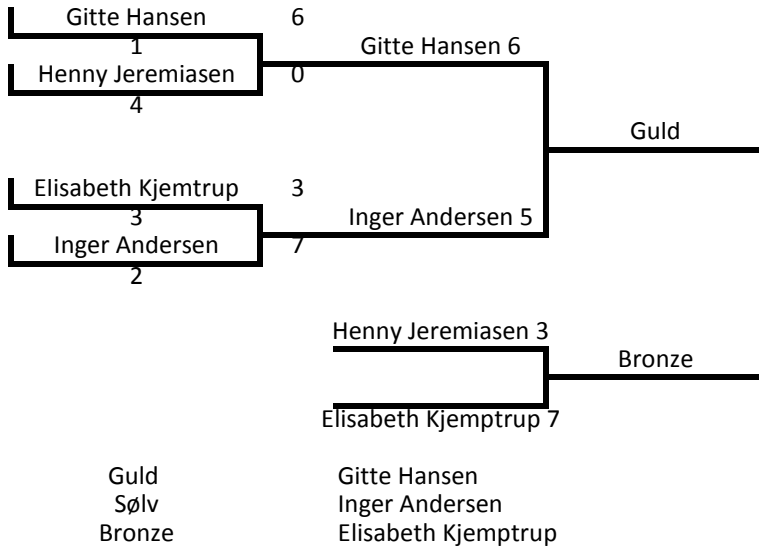 Gitte Hansen 6
1
Gitte Hansen 6
Henny Jeremiasen 0
4
Guld
Elisabeth Kjemtrup 3
3
Inger Andersen 5
Inger Andersen 7
2
Henny Jeremiasen 3
Bronze
Elisabeth Kjemptrup 7
Guld Gitte Hansen
Sølv Inger Andersen
Bronze Elisabeth Kjemptrup